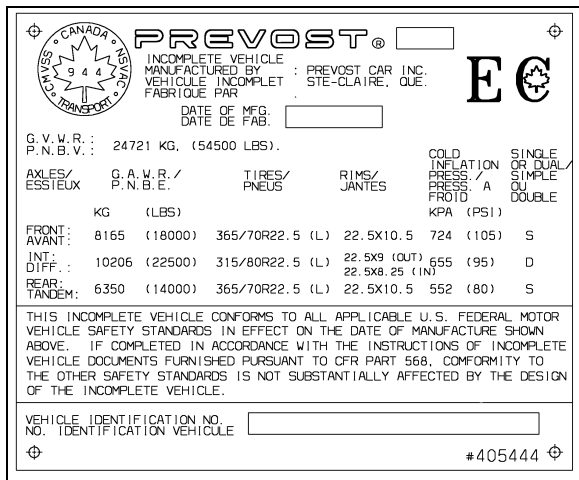 CANADA
CMVSS NSVAC
944
TRANSPORT
PREVOST ®
INCOMPLETE VEHICLE
MANUFACTURED BY : PREVOST CAR INC.
VEHICULE INCOMPLET STE-CLAIRE, QUE.
FABRIQUE PAR :
EC
DATE OF MFG.
DATE DE FAB.
G.V.W.R.:
P.N.B.V.: 24721 KG, (54500 LBS).
AXLES/ G.A.W.R./ TIRES/ RIMS/ COLD INFLATION PRESS./ SINGLE OR DUAL/
ESSIEUX P.N.B.E. PNEUS JANTES PRESS. A FROID SIMPLE OU DOUBLE
KG (LBS) KPA (PSI)
FRONT:
AVANT: 8165 (18000) 365/70R22.5 (L) 22.5X10.5 724 (105) S
INT:
DIFF.: 10206 (22500) 315/80R22.5 (L) 22.5X9 (OUT) 22.5X8.25 (IN) 655 (95) D
REAR:
TANDEM: 6350 (14000) 365/70R22.5 (L) 22.5X10.5 552 (80) S
THIS INCOMPLETE VEHICLE CONFORMS TO ALL APPLICABLE U.S. FEDERAL MOTOR
VEHICLE SAFETY STANDARDS IN EFFECT ON THE DATE OF MANUFACTURE SHOWN
ABOVE. IF COMPLETED IN ACCORDANCE WITH THE INSTRUCTIONS OF INCOMPLETE
VEHICLE DOCUMENTS FURNISHED PURSUANT TO CFR PART 568, COMFORMITY TO
THE OTHER SAFETY STANDARDS IS NOT SUBSTANTIALLY AFFECTED BY THE DESIGN
OF THE INCOMPLETE VEHICLE.
VEHICLE IDENTIFICATION NO.
NO. IDENTIFICATION VEHICULE
#405444